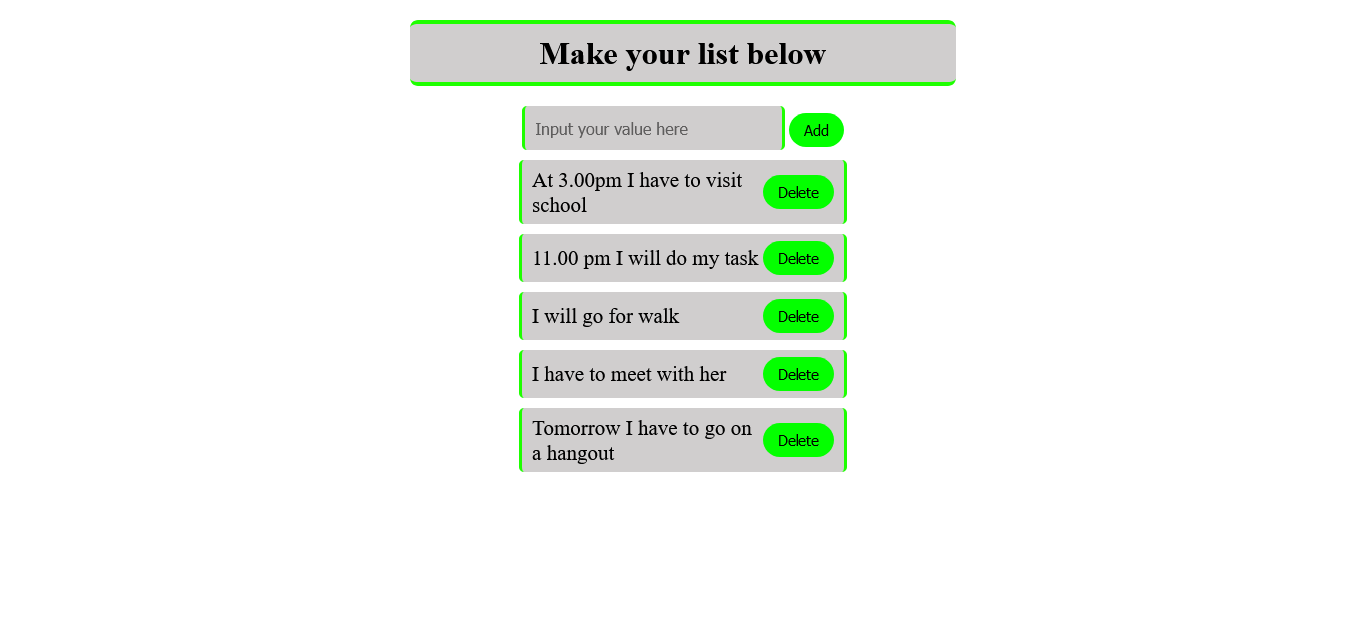 Make your list below
Input your value here
Add
At 3.00pm I have to visit
school
Delete
11.00 pm I will do my task
Delete
I will go for walk
Delete
I have to meet with her
Delete
Tomorrow I have to go on
a hangout
Delete